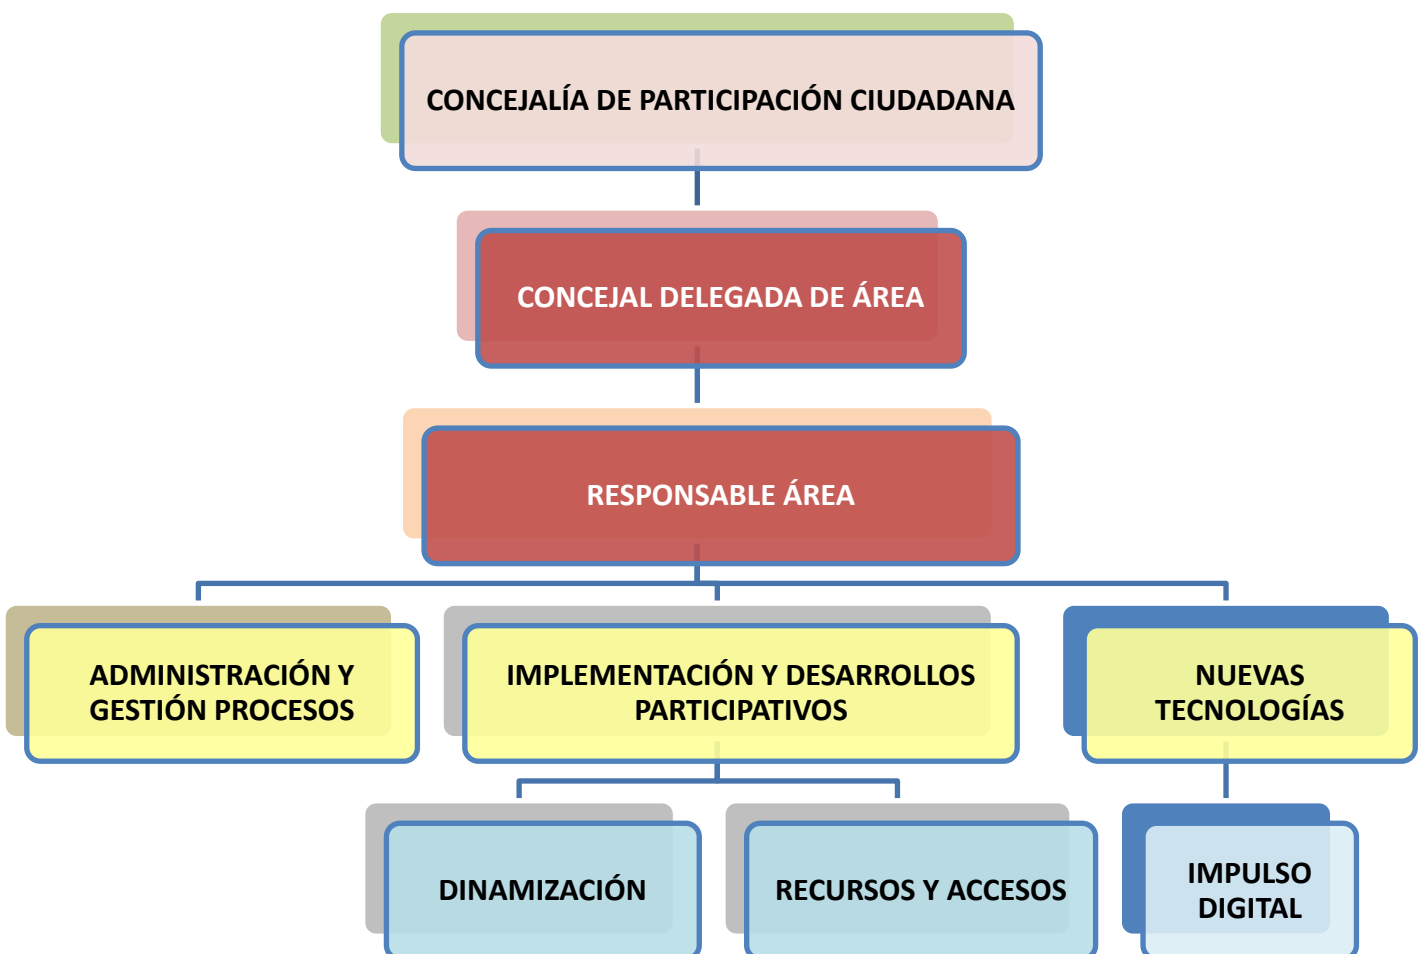 CONCEJALÍA DE PARTICIPACIÓN CIUDADANA
CONCEJAL DELEGADA DE ÁREA
RESPONSABLE ÁREA
ADMINISTRACIÓN Y
GESTIÓN PROCESOS
IMPLEMENTACIÓN Y DESARROLLOS
PARTICIPATIVOS
NUEVAS
TECNOLOGÍAS
DINAMIZACIÓN
RECURSOS Y ACCESOS
IMPULSO
DIGITAL